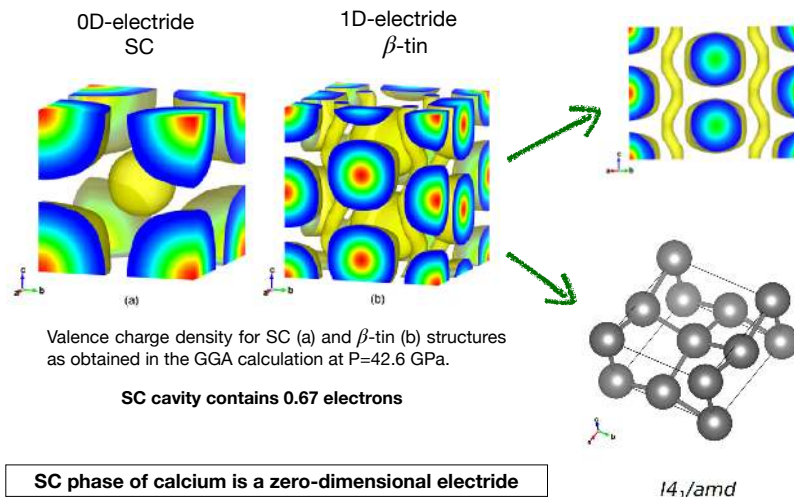 0D-electride
SC
1D-electride
β-tin
c
a
b
(a)
c
a
b
(b)
c
a
b
Valence charge density for SC (a) and β-tin (b) structures
as obtained in the GGA calculation at P=42.6 GPa.
SC cavity contains 0.67 electrons
c
a
b
SC phase of calcium is a zero-dimensional electride
I4₁/amd